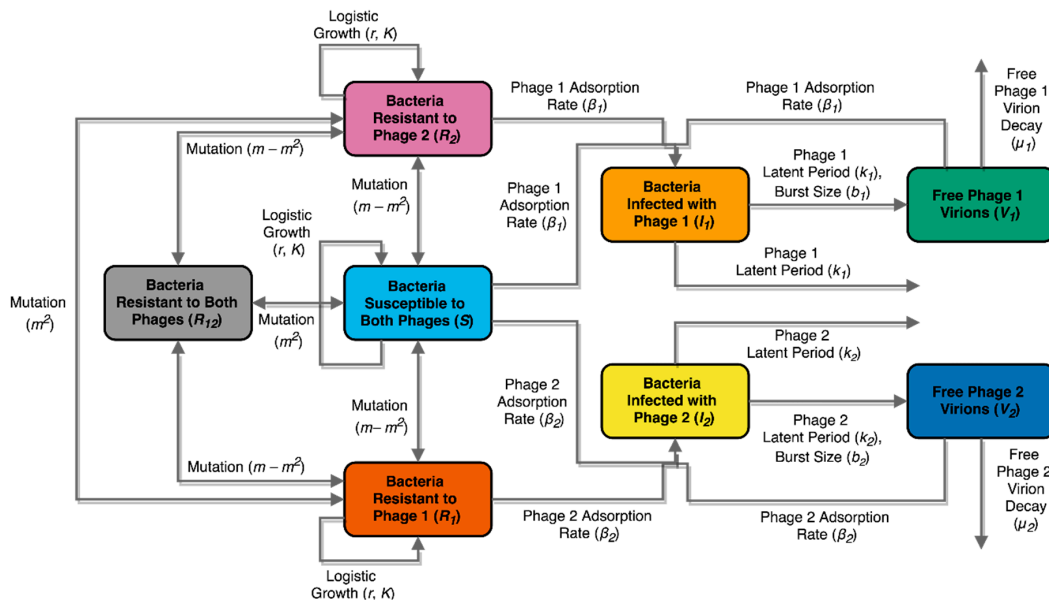 Logistic
Growth (r, K)
Bacteria
Resistant to
Phage 2 (R2)
Phage 1 Adsorption
Rate (β1)
Phage 1 Adsorption
Rate (β1)
Free
Phage 1
Virion
Decay
(μ1)
Mutation (m – m²)
Mutation
(m – m²)
Phage 1
Adsorption
Rate (β1)
Bacteria
Infected with
Phage 1 (I1)
Phage 1
Latent Period (k1),
Burst Size (b1)
Free Phage 1
Virions (V1)
Logistic
Growth
(r, K)
Phage 1
Latent Period (k1)
Mutation
(m²)
Bacteria
Resistant to Both
Phages (R12)
Mutation
(m²)
Bacteria
Susceptible to
Both Phages (S)
Phage 2
Latent Period (k2)
Phage 2
Adsorption
Rate (β2)
Bacteria
Infected with
Phage 2 (I2)
Phage 2
Latent Period (k2),
Burst Size (b2)
Free Phage 2
Virions (V2)
Mutation
(m– m²)
Mutation (m – m²)
Bacteria
Resistant to
Phage 1 (R1)
Phage 2 Adsorption
Rate (β2)
Phage 2 Adsorption
Rate (β2)
Free
Phage 2
Virion
Decay
(μ2)
Logistic
Growth (r, K)